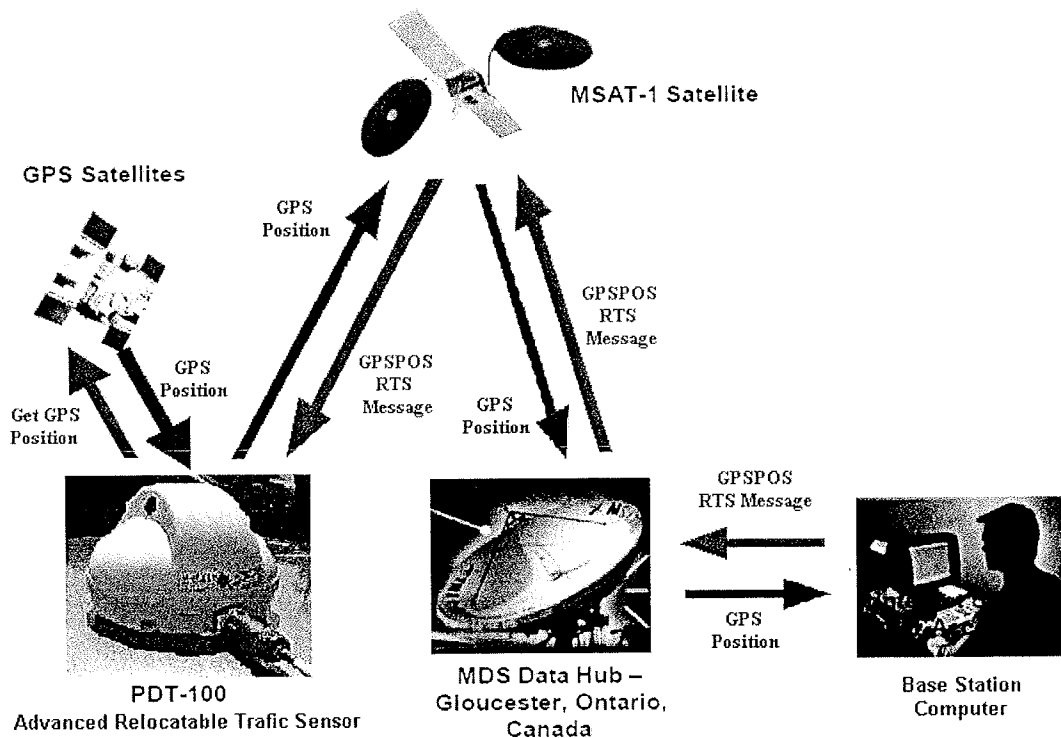 MSAT-1 Satellite
GPS Satellites
GPS
Position
GPSPOS
RTS
Message
GPSPOS
RTS
Message
GPS
Position
Get GPS
Position
GPS
Position
GPSPOS
RTS Message
GPS
Position
PDT-100
Advanced Relocatable Trafic Sensor
MDS Data Hub –
Gloucester, Ontario,
Canada
Base Station
Computer